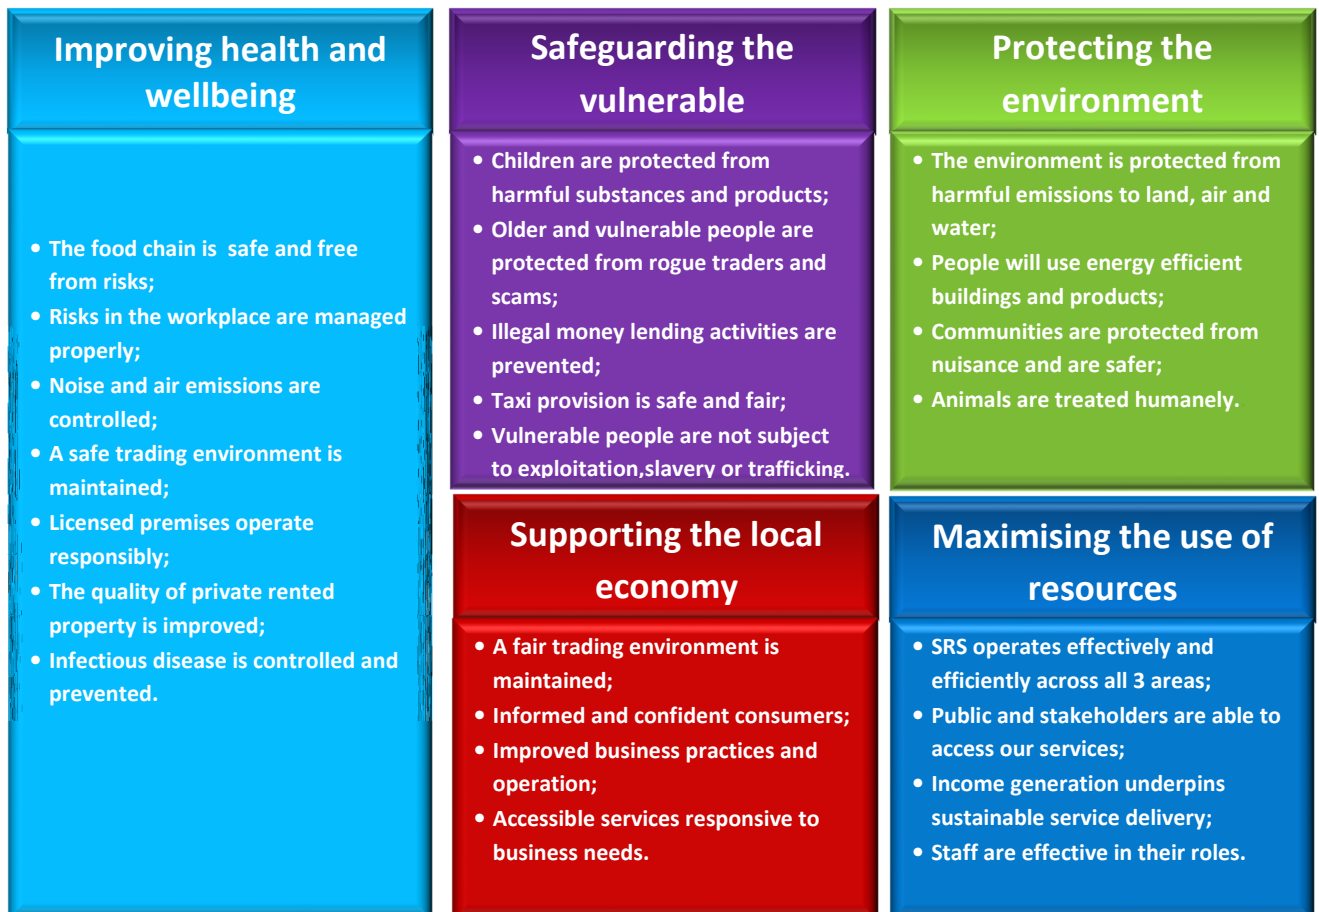 Improving health and
wellbeing
• The food chain is  safe and free
from risks;
• Risks in the workplace are managed
properly;
• Noise and air emissions are
controlled;
• A safe trading environment is
maintained;
• Licensed premises operate
responsibly;
• The quality of private rented
property is improved;
• Infectious disease is controlled and
prevented.
Safeguarding the
vulnerable
• Children are protected from
harmful substances and products;
• Older and vulnerable people are
protected from rogue traders and
scams;
• Illegal money lending activities are
prevented;
• Taxi provision is safe and fair;
• Vulnerable people are not subject
to exploitation,slavery or trafficking.
Protecting the
environment
• The environment is protected from
harmful emissions to land, air and
water;
• People will use energy efficient
buildings and products;
• Communities are protected from
nuisance and are safer;
• Animals are treated humanely.
Supporting the local
economy
• A fair trading environment is
maintained;
• Informed and confident consumers;
• Improved business practices and
operation;
• Accessible services responsive to
business needs.
Maximising the use of
resources
• SRS operates effectively and
efficiently across all 3 areas;
• Public and stakeholders are able to
access our services;
• Income generation underpins
sustainable service delivery;
• Staff are effective in their roles.